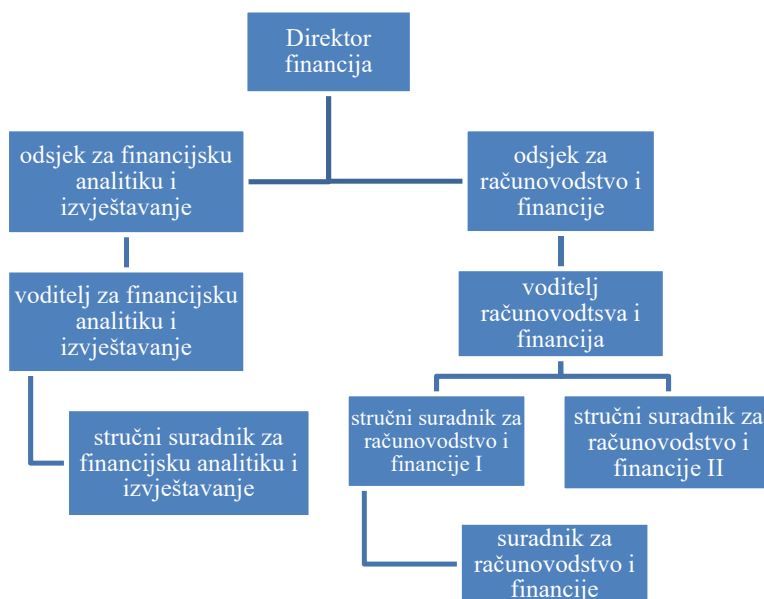 Direktor
financija
odsjek za financijsku
analitiku i
izvještavanje
odsjek za
računovodstvo i
financije
voditelj za financijsku
analitiku i
izvještavanje
voditelj
računovodtsva i
financija
stručni suradnik za
financijsku analitiku i
izvještavanje
stručni suradnik za
računovodstvo i
financije I
stručni suradnik za
računovodstvo i
financije II
suradnik za
računovodstvo i
financije